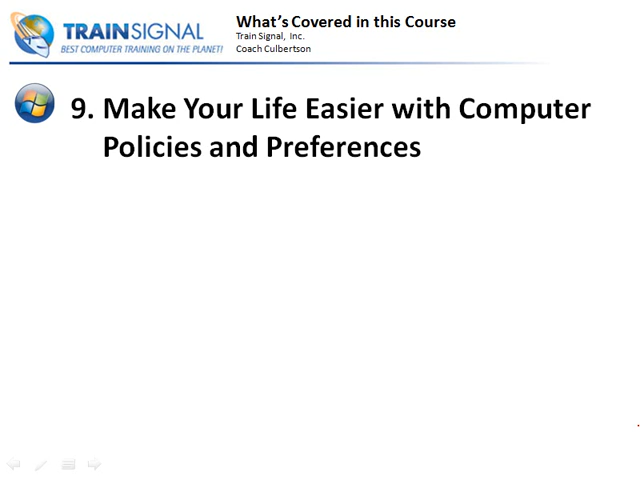 TRAINSIGNAL
BEST COMPUTER TRAINING ON THE PLANET!
What's Covered in this Course
Train Signal, Inc.
Coach Culbertson
9. Make Your Life Easier with Computer
Policies and Preferences